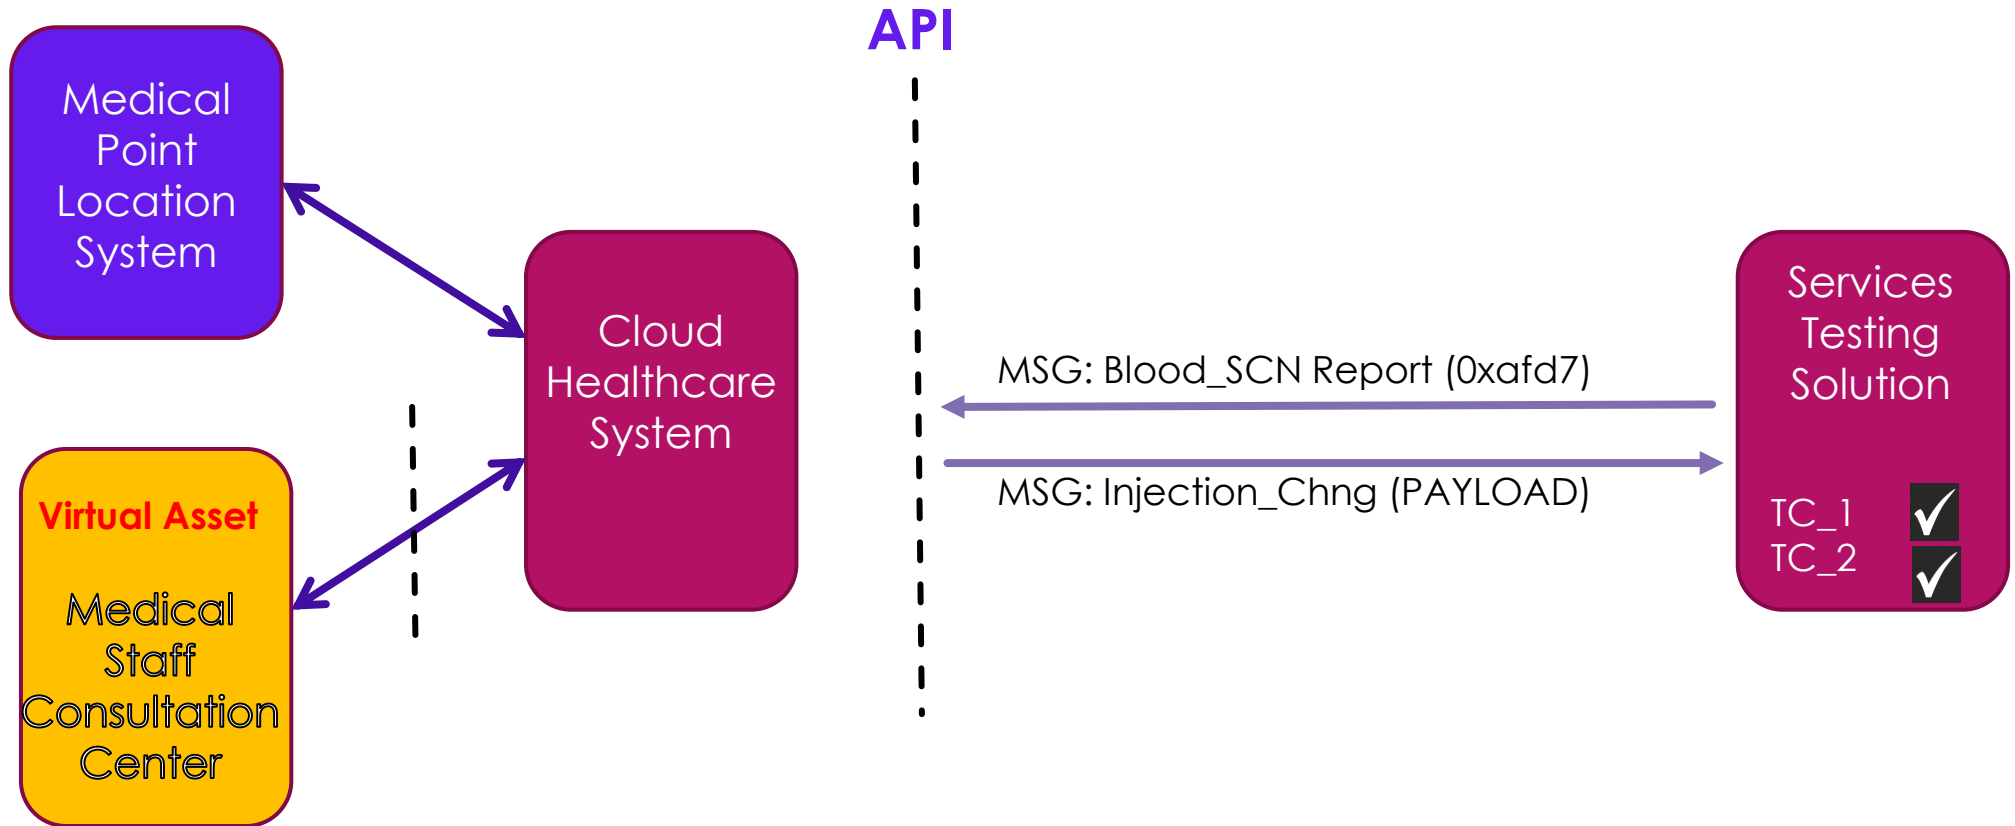 API
Medical
Point
Location
System
Cloud
Healthcare
System
Virtual Asset
Medical
Staff
Consultation
Center
MSG: Blood_SCN Report (0xafd7)
MSG: Injection_Chng (PAYLOAD)
Services
Testing
Solution
TC_1
TC_2